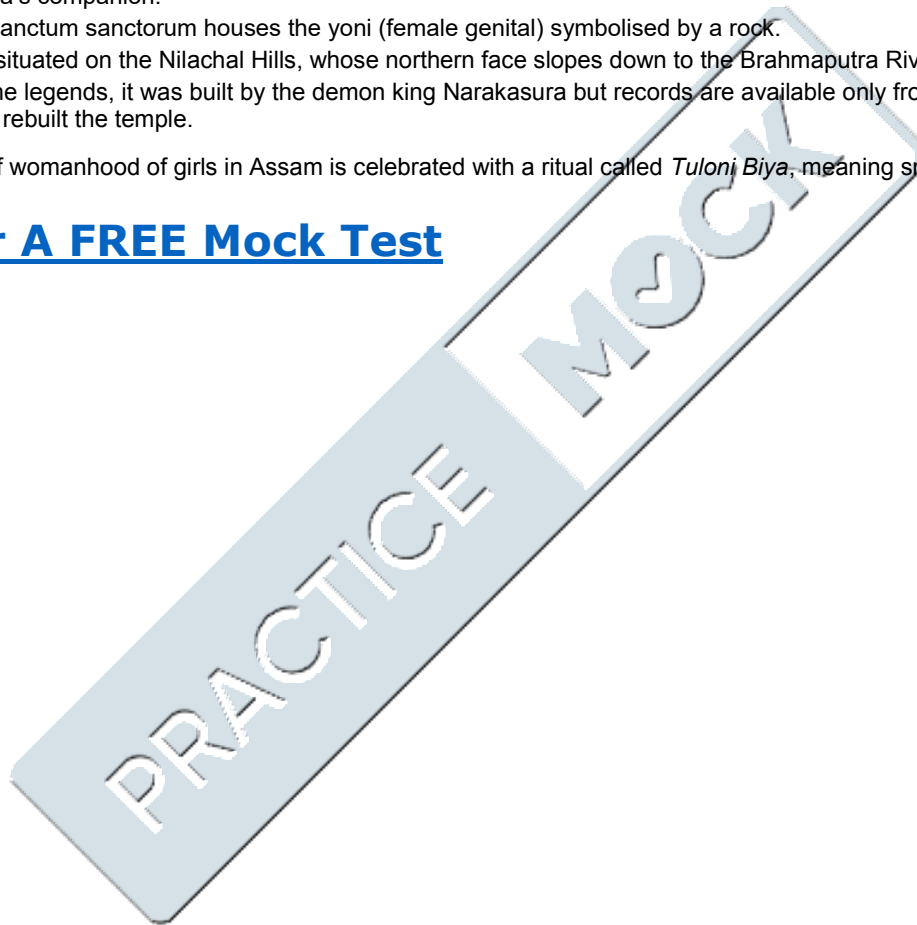 a's companion.
anctum sanctorum houses the yoni (female genital) symbolised by a rock.
situated on the Nilachal Hills, whose northern face slopes down to the Brahmaputra Riv
he legends, it was built by the demon king Narakasura but records are available only fro
rebuilt the temple.
f womanhood of girls in Assam is celebrated with a ritual called Tuloni Biya, meaning s
r A FREE Mock Test
PRACTICE MOCK